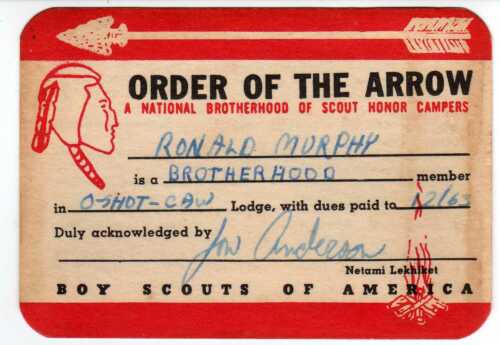 ORDER OF THE ARROW
A NATIONAL BROTHERHOOD OF SCOUT HONOR CAMPERS
RONALD MURPHY
is a BROTHERHOOD member
in O-SHOT-CAW Lodge, with dues paid to 12/63
Duly acknowledged by Jon Anderson
Netami Lekhiket
BOY SCOUTS OF AMERICA